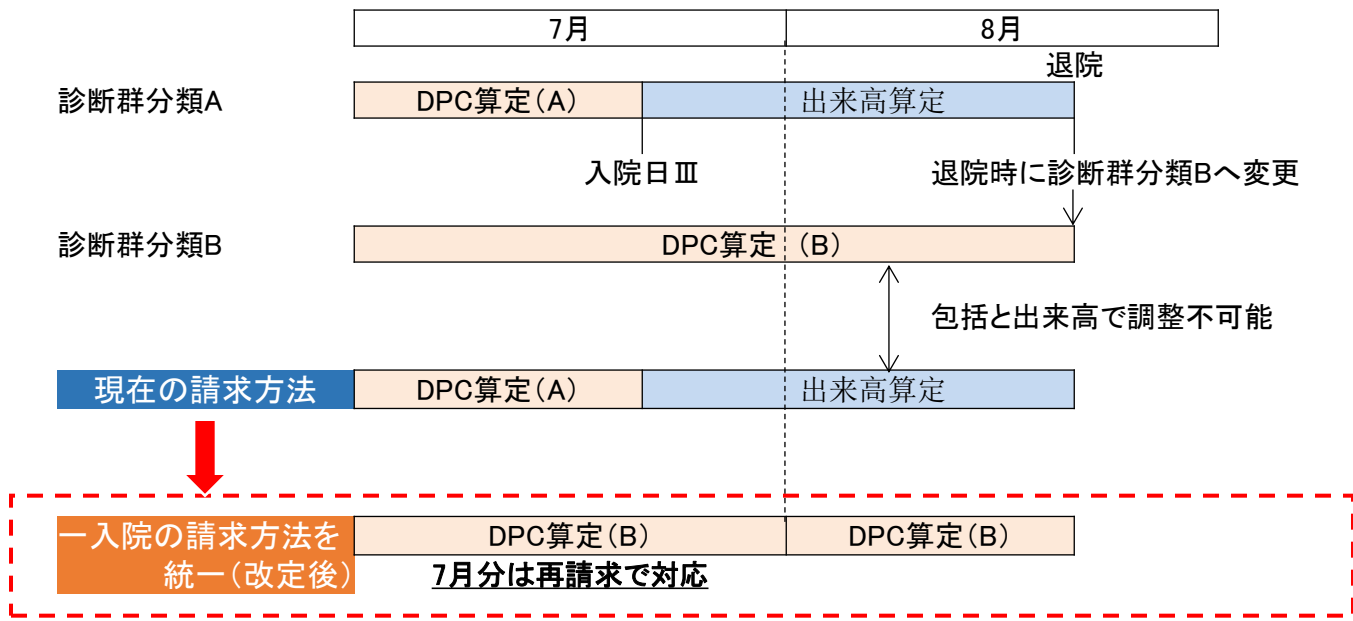 7月
8月
退院
診断群分類A
DPC算定(A)
出来高算定
入院日Ⅲ
退院時に診断群分類Bへ変更
診断群分類B
DPC算定 (B)
包括と出来高で調整不可能
現在の請求方法
DPC算定(A)
出来高算定
一入院の請求方法を
統一(改定後)
DPC算定(B)
DPC算定(B)
7月分は再請求で対応